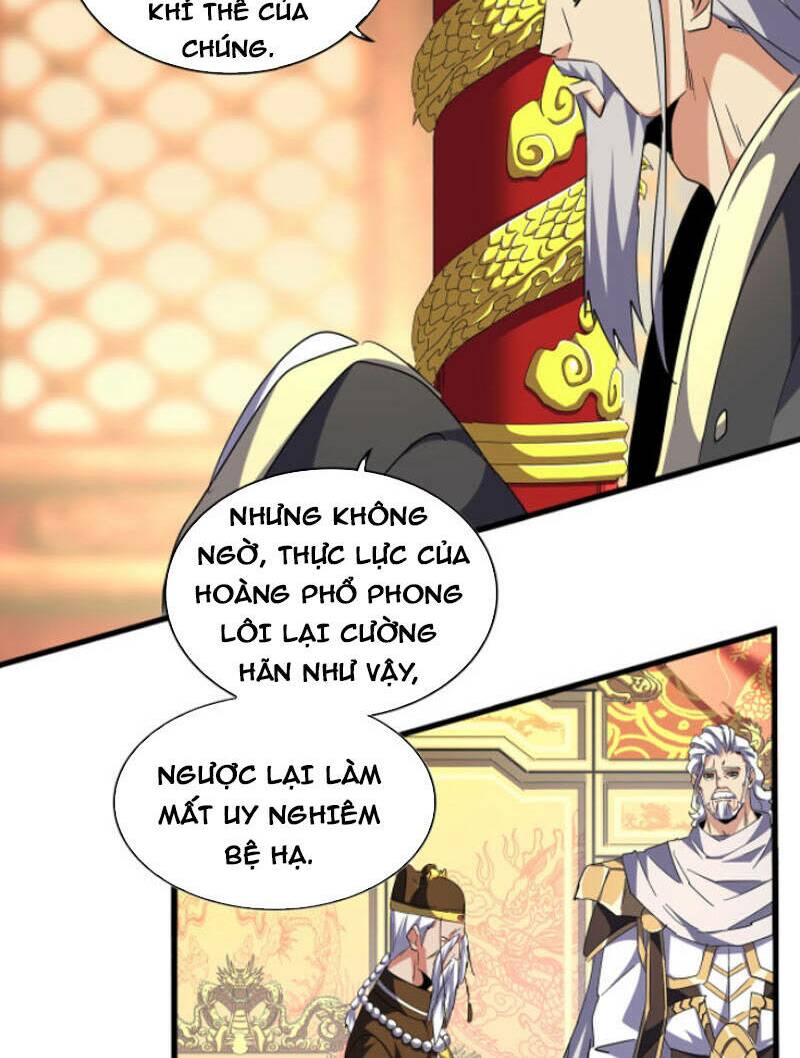 KHÍ THẾ CỦA
CHÚNG.
NHƯNG KHÔNG
NGỜ, THỰC LỰC CỦA
HOÀNG PHỔ PHONG
LÔI LẠI CƯỜNG
HÃN NHƯ VẬY,
NGƯỢC LẠI LÀM
MẤT UY NGHIÊM
BỆ HẠ.